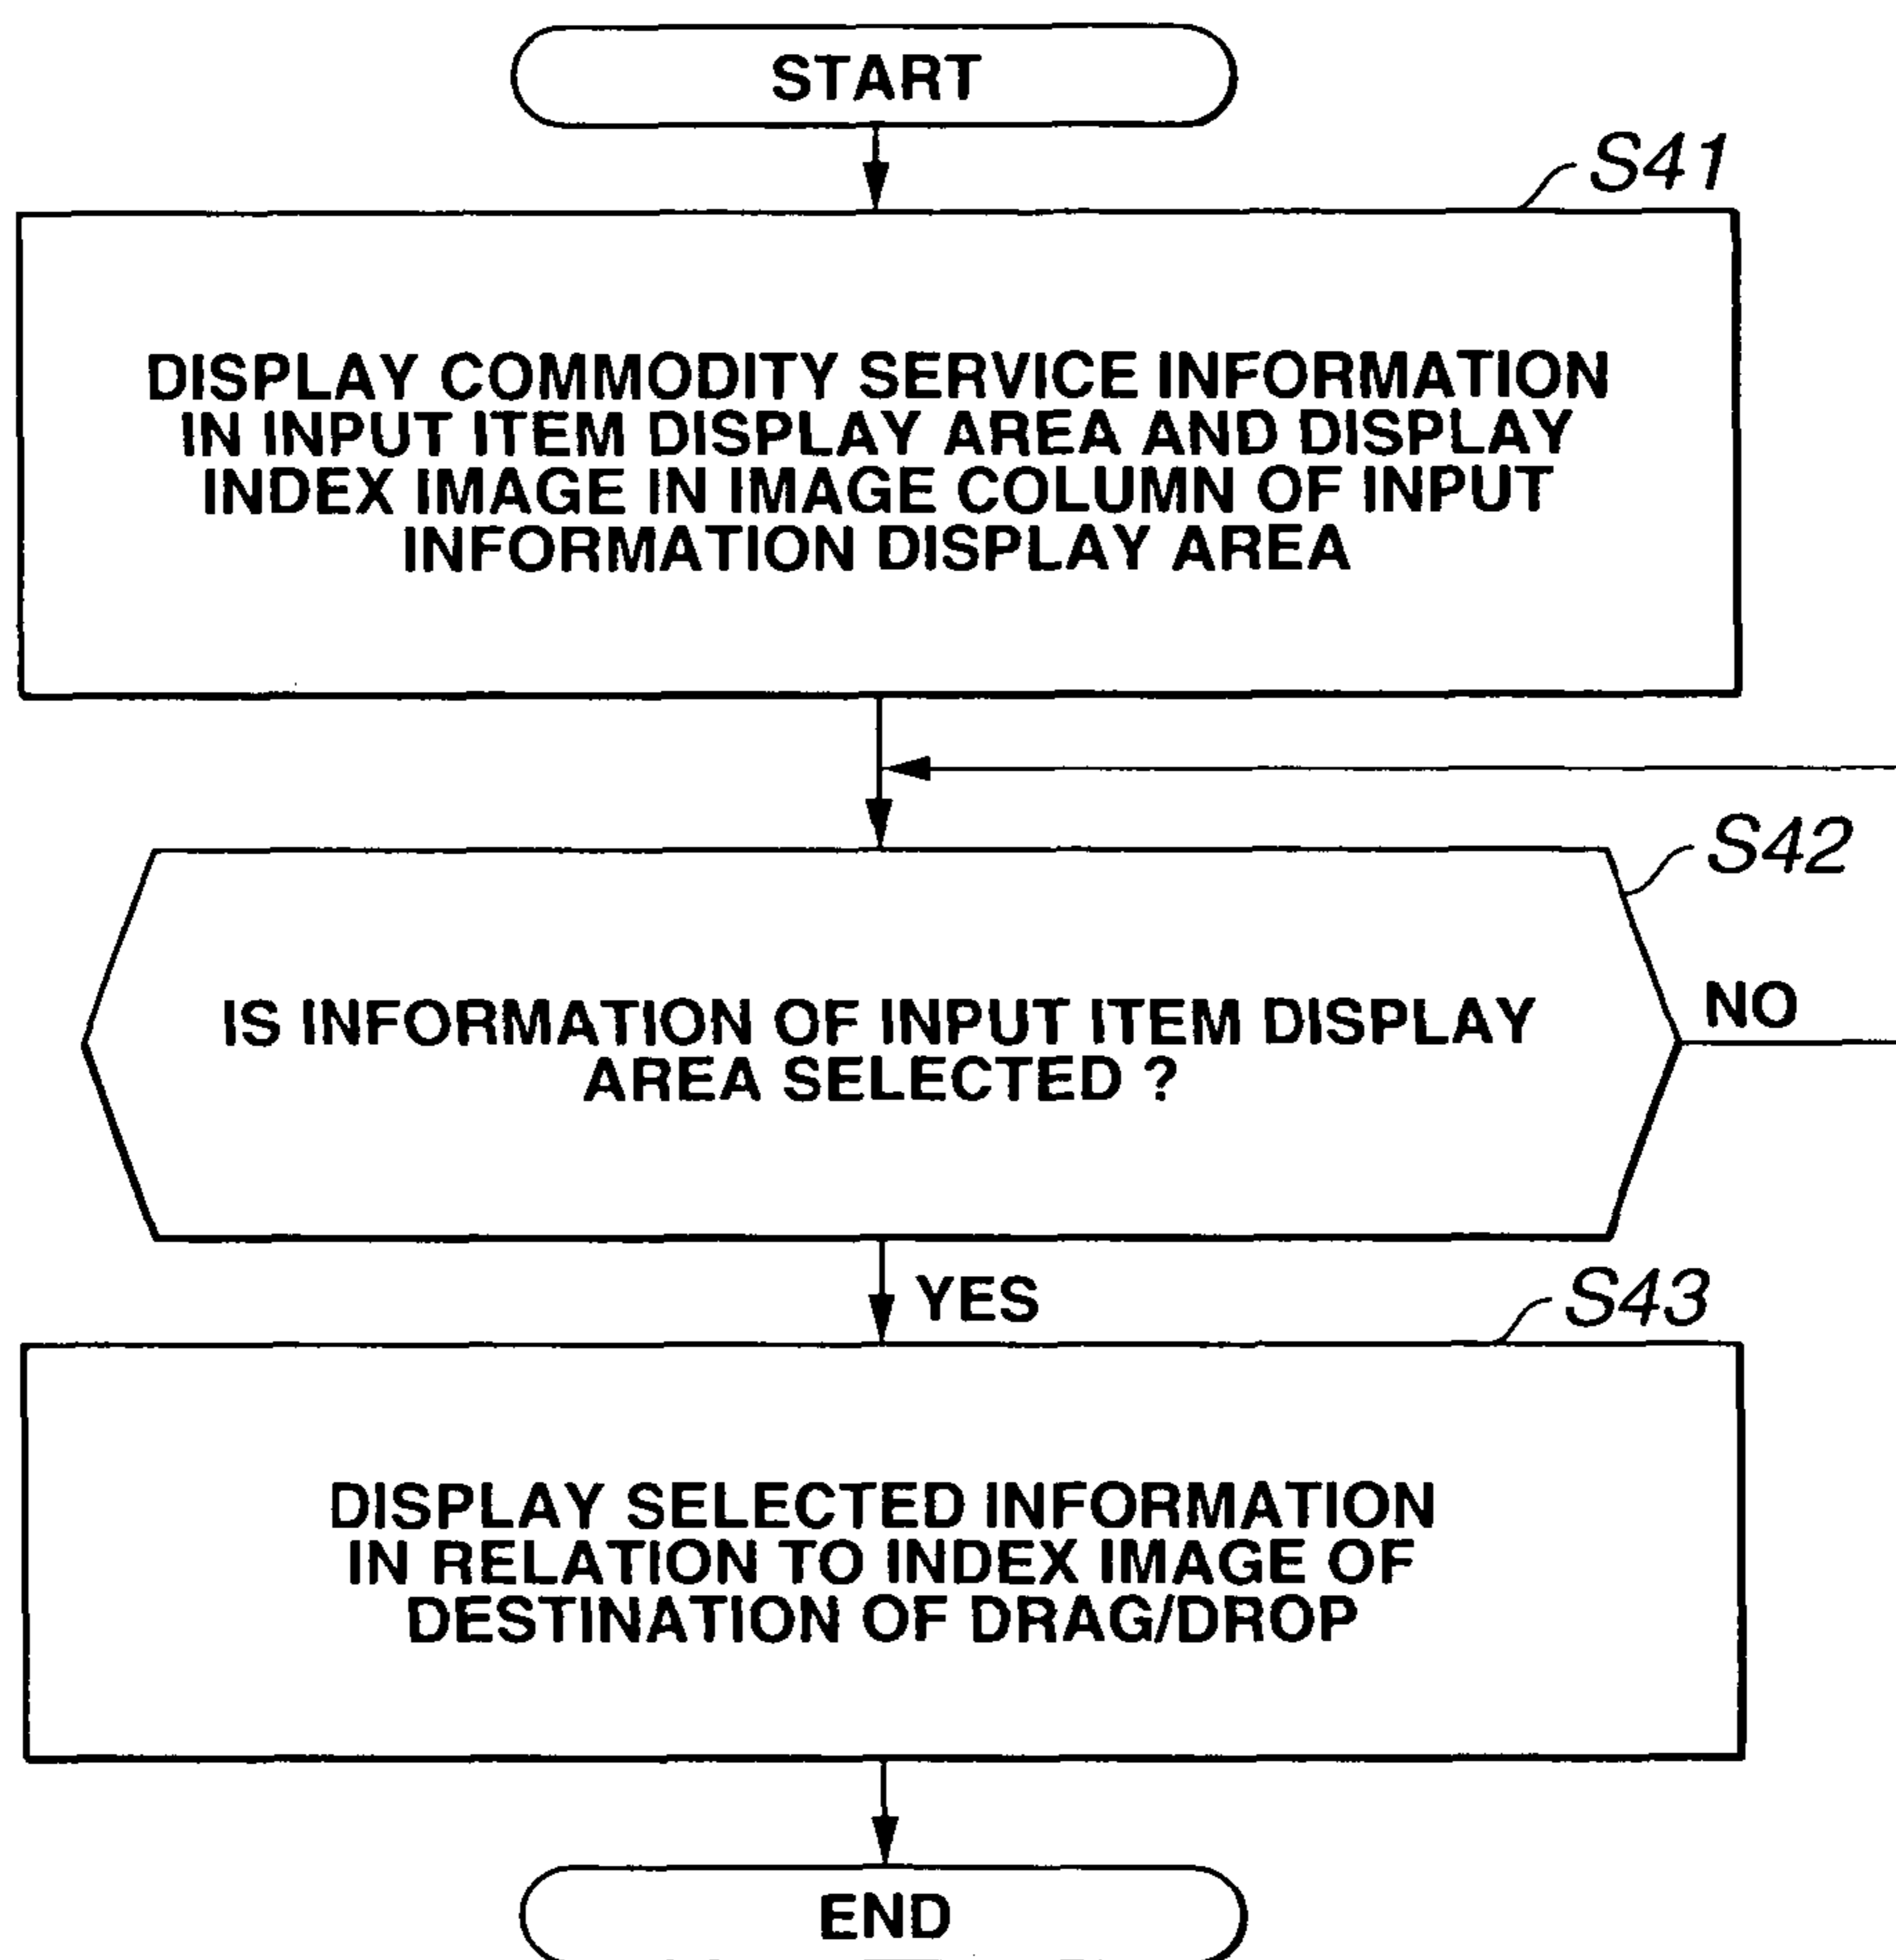 START
S41
DISPLAY COMMODITY SERVICE INFORMATION
IN INPUT ITEM DISPLAY AREA AND DISPLAY
INDEX IMAGE IN IMAGE COLUMN OF INPUT
INFORMATION DISPLAY AREA
S42
IS INFORMATION OF INPUT ITEM DISPLAY
AREA SELECTED ?
NO
YES
S43
DISPLAY SELECTED INFORMATION
IN RELATION TO INDEX IMAGE OF
DESTINATION OF DRAG/DROP
END